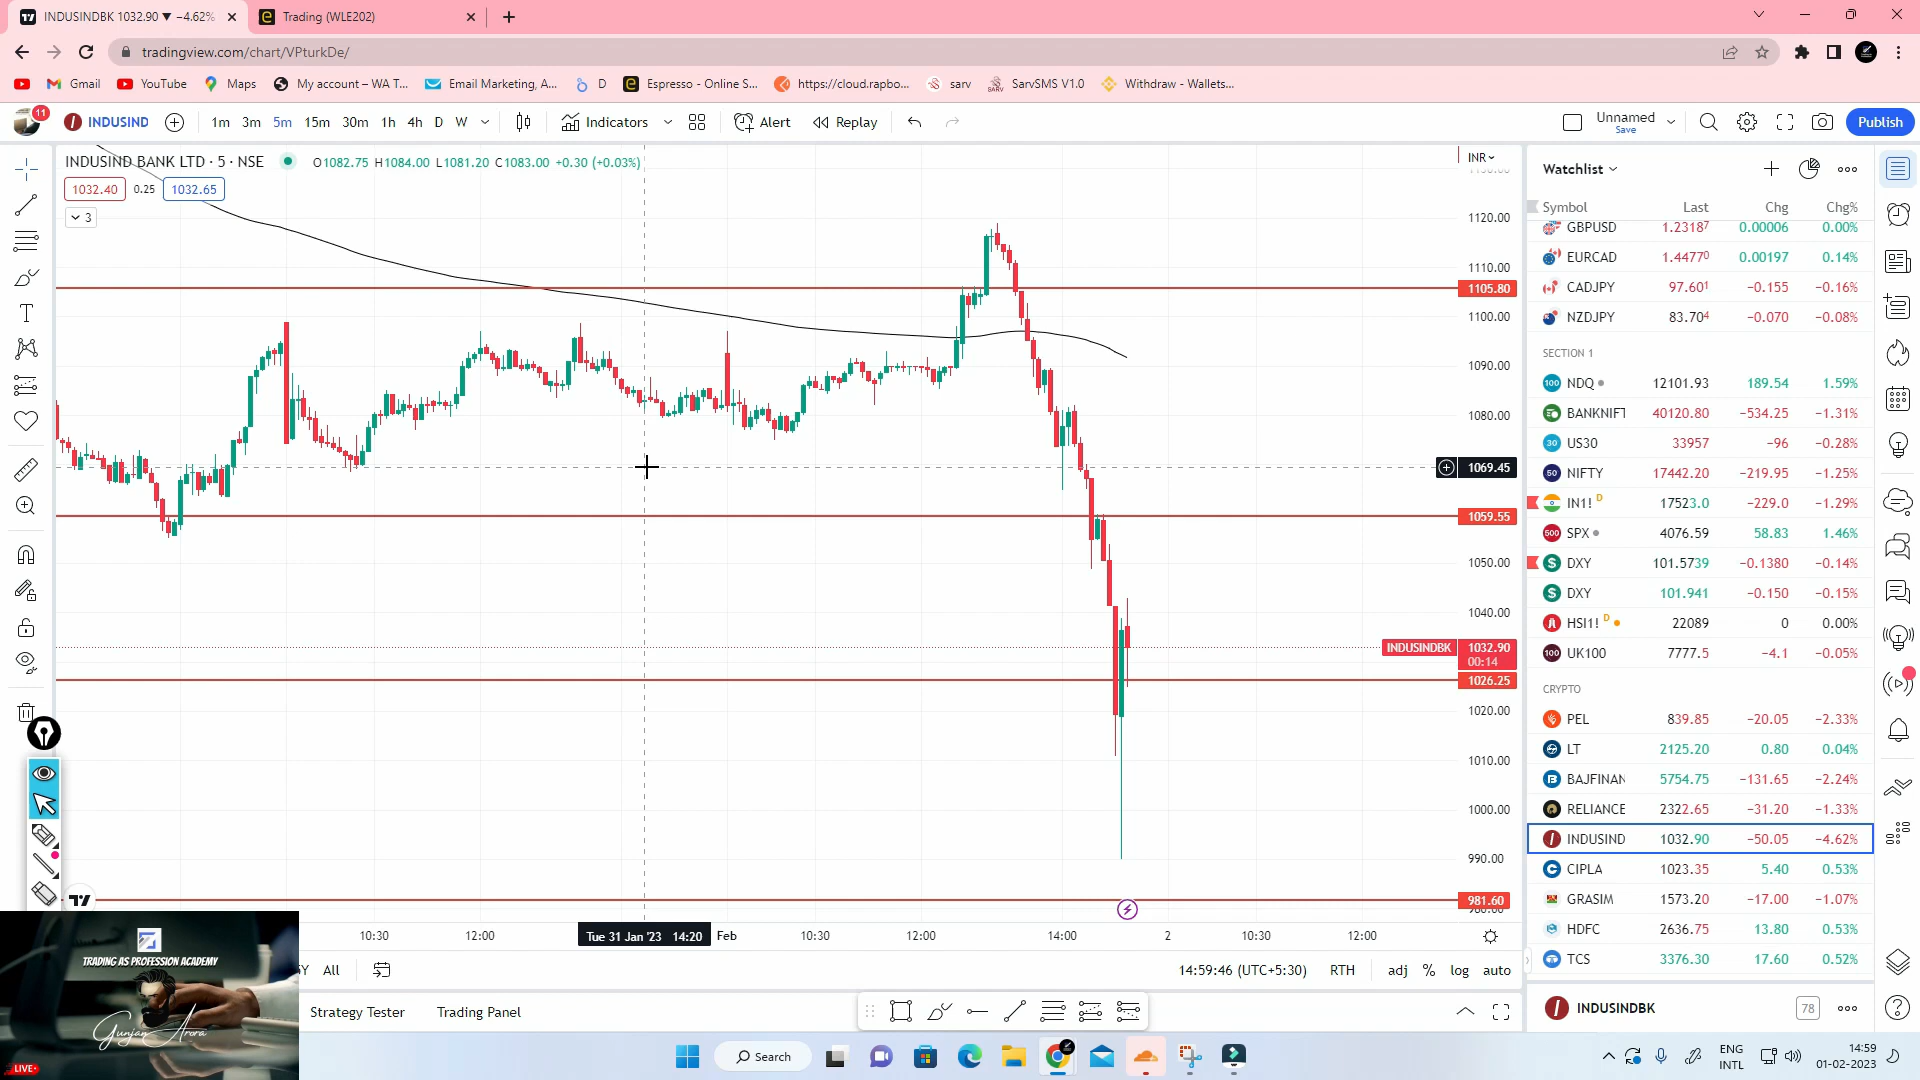 INDUSINDBK 1032.90 ▼ −4.62%
Trading (WLE202)
tradingview.com/chart/VPturkDe/
Gmail
YouTube
Maps
My account – WA T...
Email Marketing, A...
D
Espresso - Online S...
https://cloud.rapbo...
sarv
SarvSMS V1.0
Withdraw - Wallets...
11
INDUSIND
1m 3m 5m 15m 30m 1h 4h D W
Indicators
Alert
Replay
Unnamed
Save
Publish
INDUSIND BANK LTD · 5 · NSE
O1082.75 H1084.00 L1081.20 C1083.00 +0.30 (+0.03%)
1032.40 0.25 1032.65
3
INR
1120.00
1110.00
1105.80
1100.00
1090.00
1080.00
1069.45
1059.55
1050.00
1040.00
INDUSINDBK 1032.90
00:14
1026.25
1020.00
1010.00
1000.00
990.00
981.60
10:30 12:00 Tue 31 Jan '23 14:20 Feb 10:30 12:00 14:00 2 10:30 12:00
All
14:59:46 (UTC+5:30) RTH adj % log auto
Strategy Tester Trading Panel
Watchlist
Symbol Last Chg Chg%
GBPUSD 1.23187 0.00006 0.00%
EURCAD 1.44770 0.00197 0.14%
CADJPY 97.601 −0.155 −0.16%
NZDJPY 83.704 −0.070 −0.08%
SECTION 1
NDQ 12101.93 189.54 1.59%
BANKNIFT 40120.80 −534.25 −1.31%
US30 33957 −96 −0.28%
NIFTY 17442.20 −219.95 −1.25%
IN1! D 17523.0 −229.0 −1.29%
SPX 4076.59 58.83 1.46%
DXY 101.5739 −0.1380 −0.14%
DXY 101.941 −0.150 −0.15%
HSI1! D 22089 0 0.00%
UK100 7777.5 −4.1 −0.05%
CRYPTO
PEL 839.85 −20.05 −2.33%
LT 2125.20 0.80 0.04%
BAJFINAN 5754.75 −131.65 −2.24%
RELIANCE 2322.65 −31.20 −1.33%
INDUSIND 1032.90 −50.05 −4.62%
CIPLA 1023.35 5.40 0.53%
GRASIM 1573.20 −17.00 −1.07%
HDFC 2636.75 13.80 0.53%
TCS 3376.30 17.60 0.52%
INDUSINDBK 78
TRADING AS PROFESSION ACADEMY
Gunjan Arora
LIVE
Search
ENG
INTL
14:59
01-02-2023